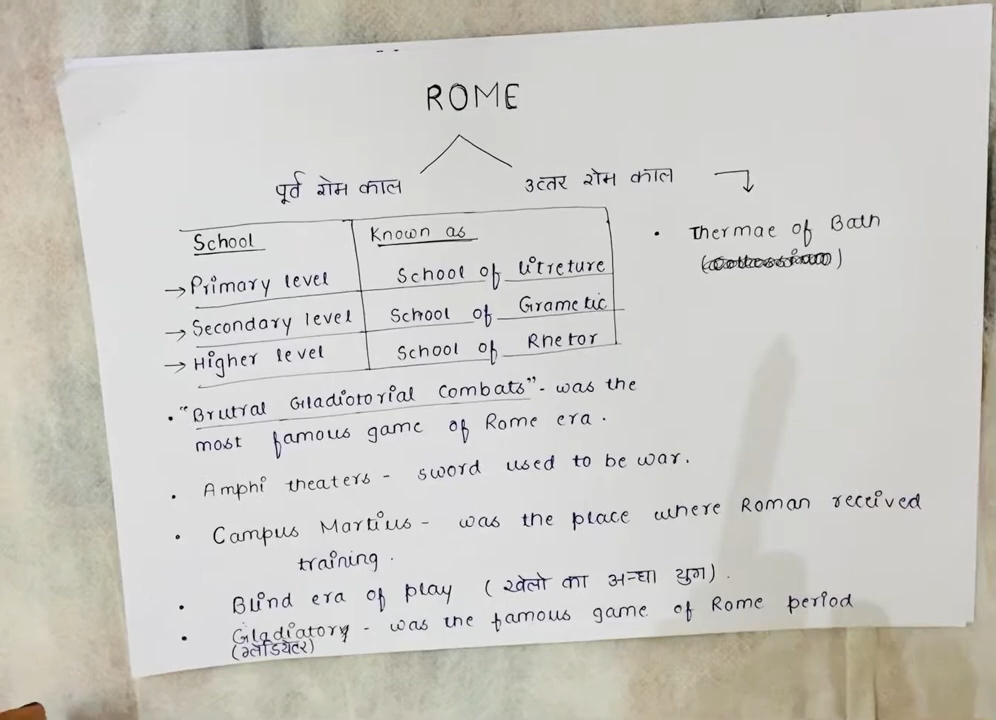 ROME
पूर्व रोम काल
उत्तर रोम काल
School Known as
→ Primary level School of litreture
→ Secondary level School of Grametic
→ Higher level School of Rhetor
• Thermae of Bath
• "Brutral Gladiotorial Combats" - was the
most famous game of Rome era.
• Amphi theaters - sword used to be war.
• Campus Martius - was the place where Roman received
training.
• Blind era of play (खेलो का अन्धा युग).
• Gladiatory - was the famous game of Rome period
(ग्लेडियेटर)